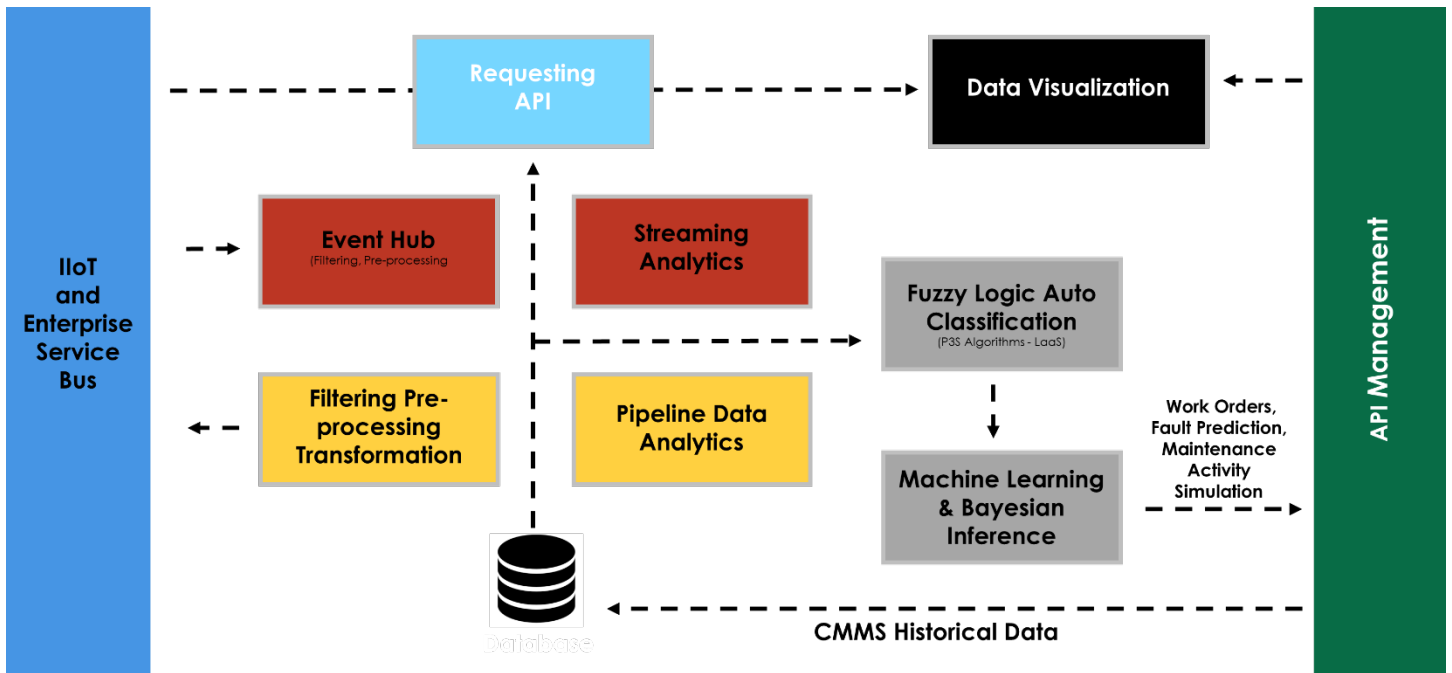 Requesting
API
Data Visualization
Event Hub
(Filtering, Pre-processing
Streaming
Analytics
IIoT
and
Enterprise
Service
Bus
Fuzzy Logic Auto
Classification
(P3S Algorithms - LaaS)
API Management
Filtering Pre-
processing
Transformation
Pipeline Data
Analytics
Work Orders,
Fault Prediction,
Maintenance
Activity
Simulation
Machine Learning
& Bayesian
Inference
Database
CMMS Historical Data